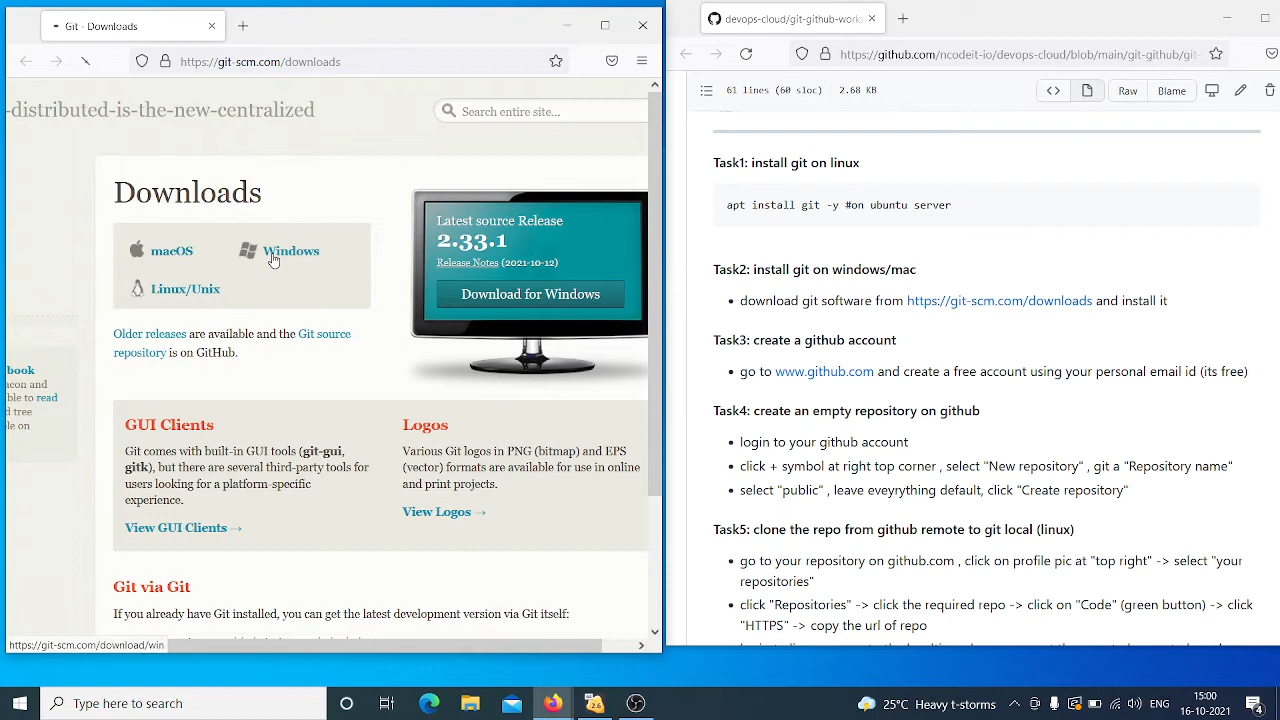 Git - Downloads
https://git-scm.com/downloads
-distributed-is-the-new-centralized
Search entire site...
Downloads
macOS
Windows
Linux/Unix
Older releases are available and the Git source
repository is on GitHub.
Latest source Release
2.33.1
Release Notes (2021-10-12)
Download for Windows
book
acon and
ble to read
d tree
ble on
GUI Clients
Git comes with built-in GUI tools (git-gui,
gitk), but there are several third-party tools for
users looking for a platform-specific
experience.
View GUI Clients →
Logos
Various Git logos in PNG (bitmap) and EPS
(vector) formats are available for use in online
and print projects.
View Logos →
Git via Git
If you already have Git installed, you can get the latest development version via Git itself:
https://git-scm.com/download/win
devops-cloud/git-github-works
https://github.com/ncodeit-io/devops-cloud/blob/main/git-github/git-
61 lines (60 sloc)
2.68 KB
Raw
Blame
Task1: install git on linux
apt install git -y #on ubuntu server
Task2: install git on windows/mac
• download git software from https://git-scm.com/downloads and install it
Task3: create a github account
• go to www.github.com and create a free account using your personal email id (its free)
Task4: create an empty repository on github
• login to your github account
• click + symbol at right top corner , select "New repository" , git a "Repository name"
• select "public" , leave eveyrything default, click "Create repository"
Task5: clone the repo from github remote to git local (linux)
• go to your repository on github.com , click on profile pic at "top right" -> select "your
repositories"
• click "Repositories" -> click the required repo -> click on "Code" (green button) -> click
"HTTPS" -> copy the url of repo
Type here to search
2.6
25°C Heavy t-storms
ENG
15:00
16-10-2021